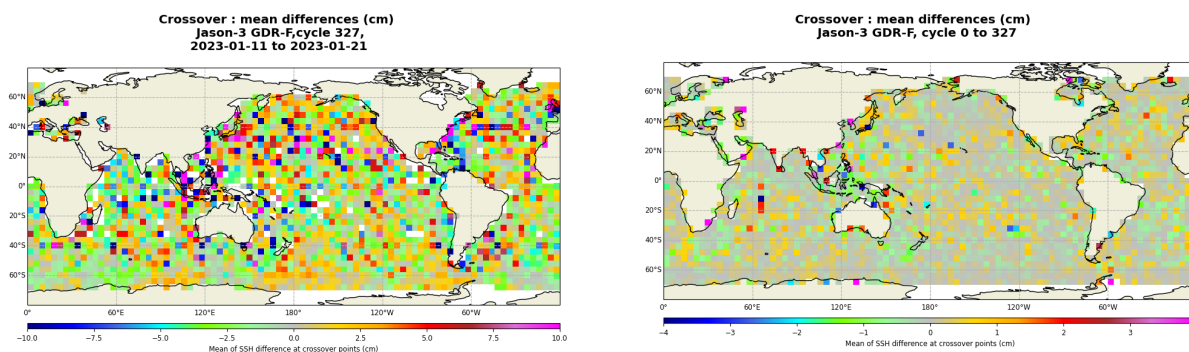 Crossover : mean differences (cm)
Jason-3 GDR-F,cycle 327,
2023-01-11 to 2023-01-21
60°N
40°N
20°N
0°
20°S
40°S
60°S
0° 60°E 120°E 180° 120°W 60°W
−10.0 −7.5 −5.0 −2.5 0.0 2.5 5.0 7.5 10.0
Mean of SSH difference at crossover points (cm)
Crossover : mean differences (cm)
Jason-3 GDR-F, cycle 0 to 327
60°N
40°N
20°N
0°
20°S
40°S
60°S
0° 60°E 120°E 180° 120°W 60°W
−4 −3 −2 −1 0 1 2 3
Mean of SSH difference at crossover points (cm)